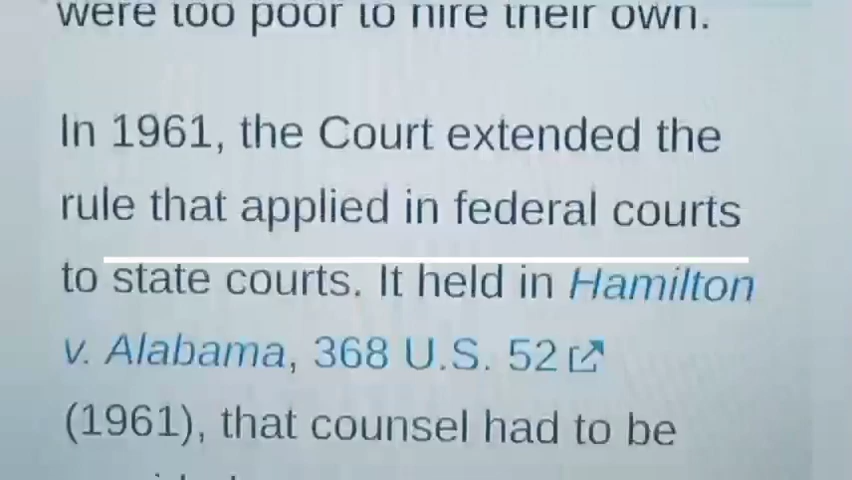 were too poor to hire their own.
In 1961, the Court extended the
rule that applied in federal courts
to state courts. It held in Hamilton
v. Alabama, 368 U.S. 52
(1961), that counsel had to be